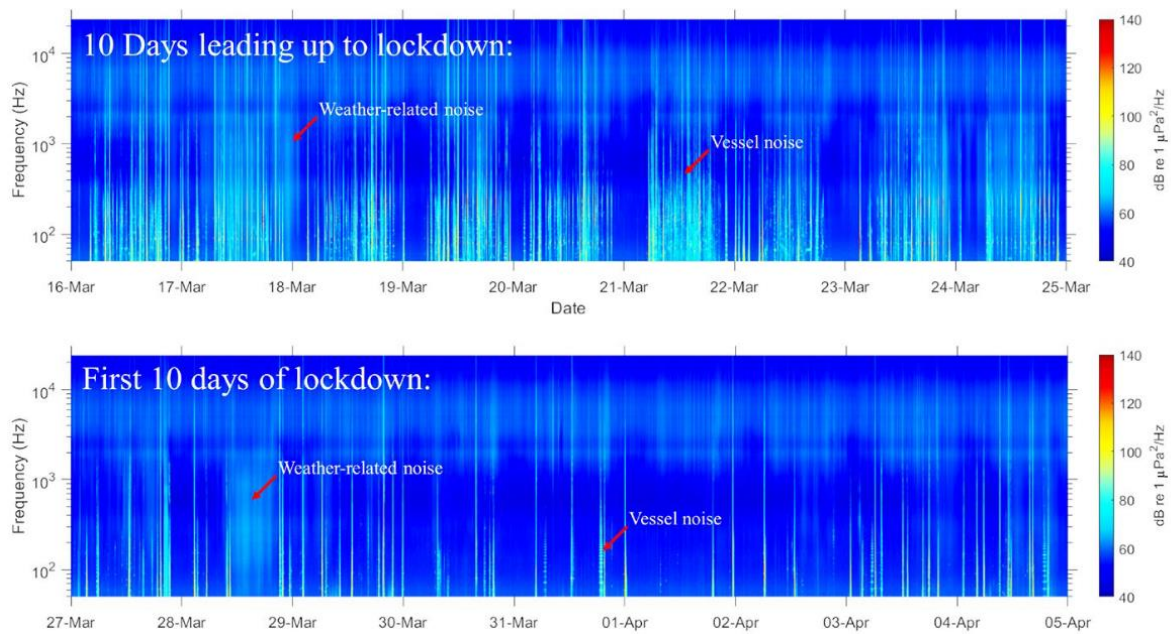 10 Days leading up to lockdown:
Weather-related noise
Vessel noise
Frequency (Hz)
10⁴
10³
10²
16-Mar 17-Mar 18-Mar 19-Mar 20-Mar 21-Mar 22-Mar 23-Mar 24-Mar 25-Mar
Date
140
120
100
80
60
40
dB re 1 µPa²/Hz
First 10 days of lockdown:
Weather-related noise
Vessel noise
Frequency (Hz)
10⁴
10³
10²
27-Mar 28-Mar 29-Mar 30-Mar 31-Mar 01-Apr 02-Apr 03-Apr 04-Apr 05-Apr
140
120
100
80
60
40
dB re 1 µPa²/Hz